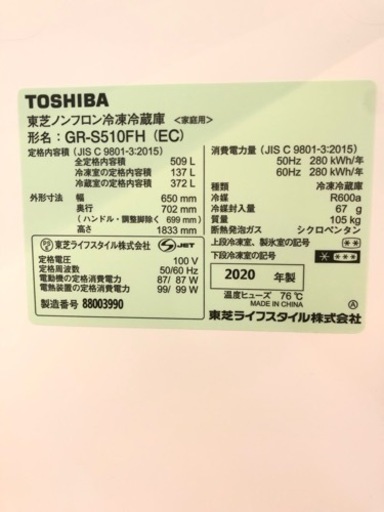 TOSHIBA
東芝ノンフロン冷凍冷蔵庫 <家庭用>
形名: GR-S510FH (EC)
定格内容積 (JIS C 9801-3:2015)
全定格内容積 509 L
冷凍室の定格内容積 137 L
冷蔵室の定格内容積 372 L
外形寸法 幅 650 mm
奥行 702 mm
(ハンドル・調整脚除く 699 mm)
高さ 1833 mm
東芝ライフスタイル株式会社 S JET
定格電圧 100 V
定格周波数 50/60 Hz
電動機の定格消費電力 87/ 87 W
電熱装置の定格消費電力 99/ 99 W
製造番号 88003990
消費電力量 (JIS C 9801-3:2015)
50Hz 280 kWh/年
60Hz 280 kWh/年
種類 冷凍冷蔵庫
冷媒 R600a
冷媒封入量 67 g
質量 105 kg
断熱発泡ガス シクロペンタン
上段冷凍室、製氷室の記号 **
下段冷凍室の記号 ****
2020 年製
温度ヒューズ 76℃
MADE IN CHINA
Ⓐ
東芝ライフスタイル株式会社